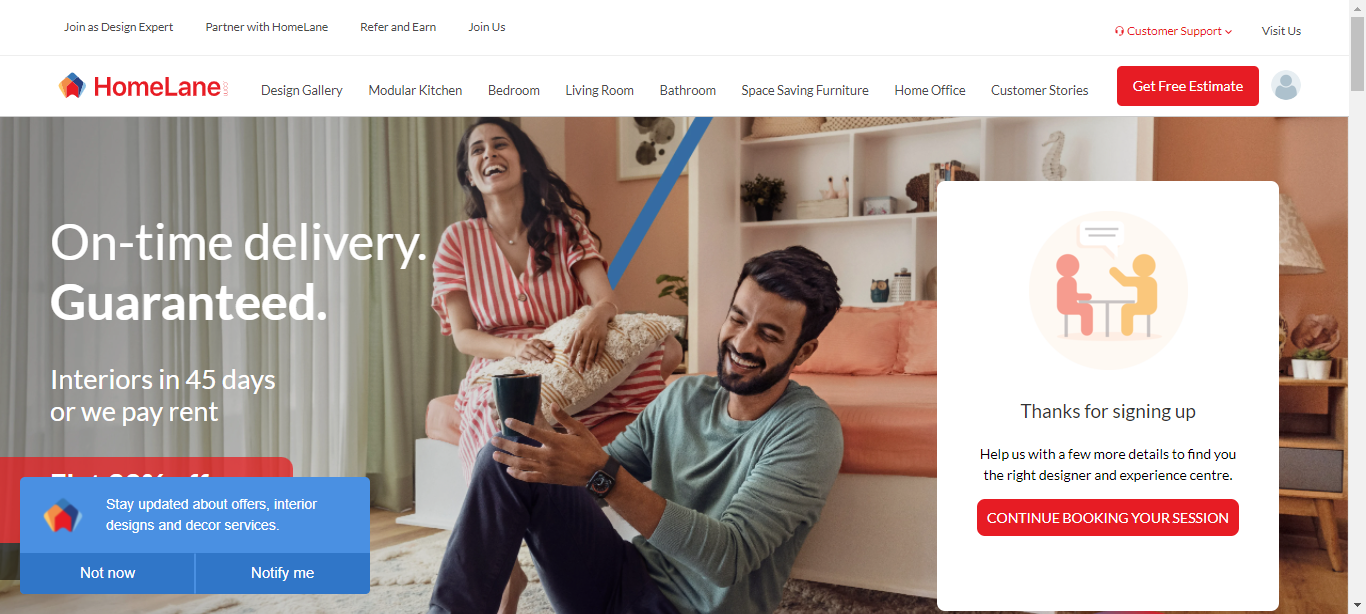 Join as Design Expert
Partner with HomeLane
Refer and Earn
Join Us
Customer Support
Visit Us
HomeLane
Design Gallery
Modular Kitchen
Bedroom
Living Room
Bathroom
Space Saving Furniture
Home Office
Customer Stories
Get Free Estimate
On-time delivery.
Guaranteed.
Interiors in 45 days
or we pay rent
Stay updated about offers, interior
designs and decor services.
Not now
Notify me
Thanks for signing up
Help us with a few more details to find you
the right designer and experience centre.
CONTINUE BOOKING YOUR SESSION